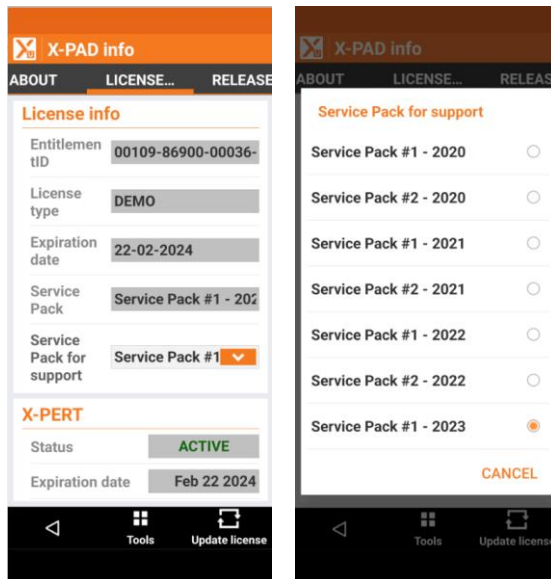 X-PAD info
ABOUT LICENSE... RELEASE
License info
Entitlemen
tID
00109-86900-00036-
License
type
DEMO
Expiration
date
22-02-2024
Service
Pack
Service Pack #1 - 202
Service
Pack for
support
Service Pack #1
X-PERT
Status ACTIVE
Expiration date Feb 22 2024
Tools Update license
X-PAD info
ABOUT LICENSE... RELEAS
Service Pack for support
Service Pack #1 - 2020
Service Pack #2 - 2020
Service Pack #1 - 2021
Service Pack #2 - 2021
Service Pack #1 - 2022
Service Pack #2 - 2022
Service Pack #1 - 2023
CANCEL
Tools Update license